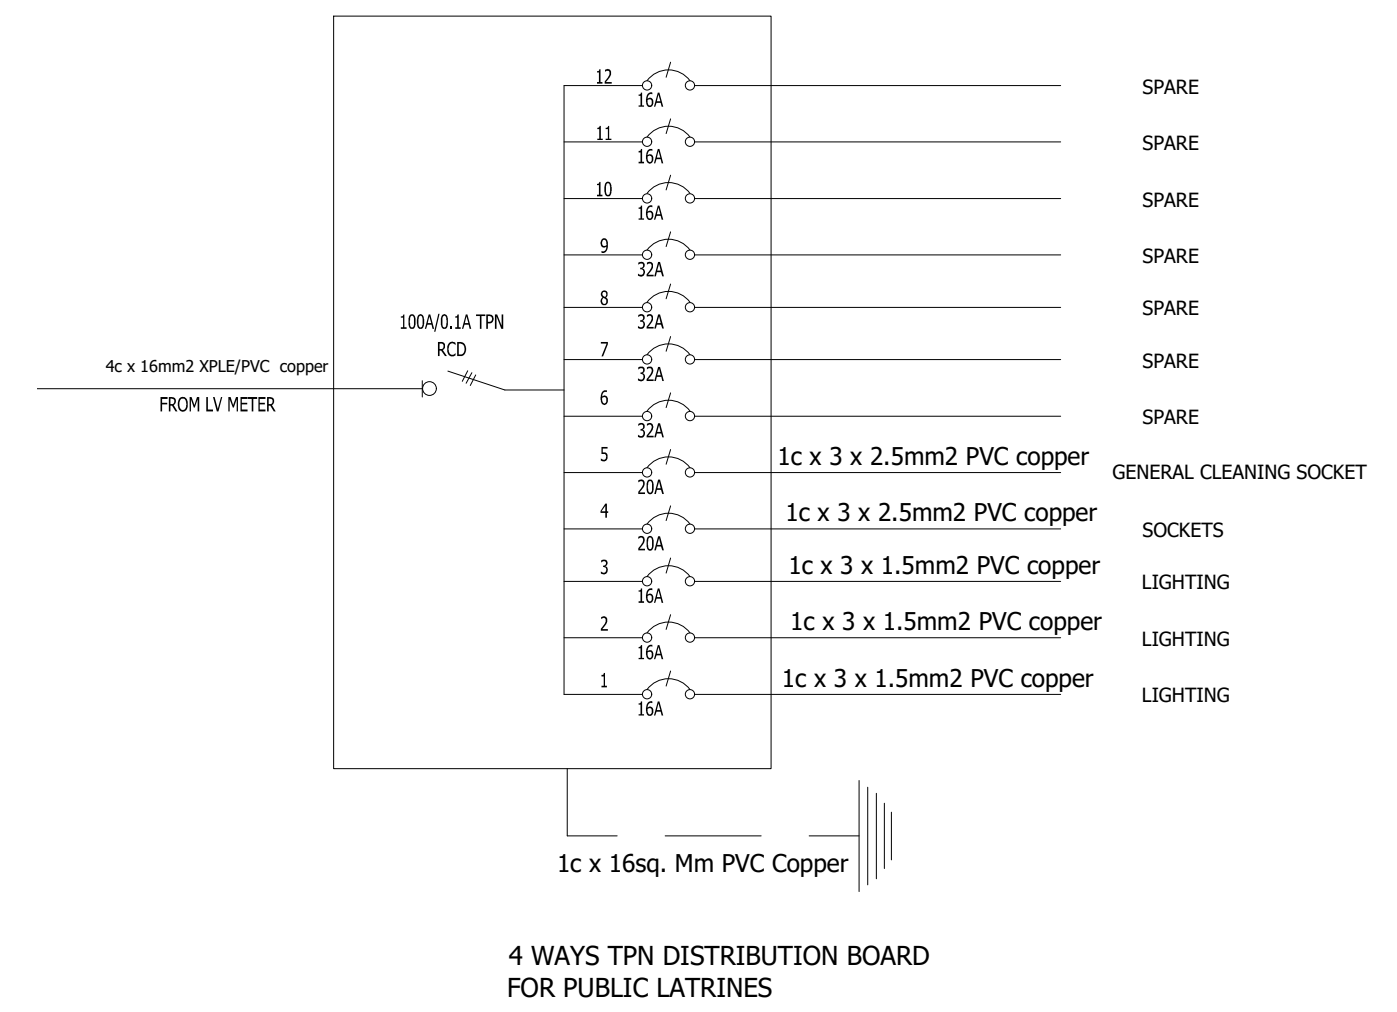 12
16A
SPARE
11
16A
SPARE
10
16A
SPARE
9
32A
SPARE
8
32A
SPARE
7
32A
SPARE
6
32A
SPARE
100A/0.1A TPN
RCD
4c x 16mm2 XPLE/PVC copper
FROM LV METER
5
20A
1c x 3 x 2.5mm2 PVC copper
GENERAL CLEANING SOCKET
4
20A
1c x 3 x 2.5mm2 PVC copper
SOCKETS
3
16A
1c x 3 x 1.5mm2 PVC copper
LIGHTING
2
16A
1c x 3 x 1.5mm2 PVC copper
LIGHTING
1
16A
1c x 3 x 1.5mm2 PVC copper
LIGHTING
1c x 16sq. Mm PVC Copper
4 WAYS TPN DISTRIBUTION BOARD
FOR PUBLIC LATRINES